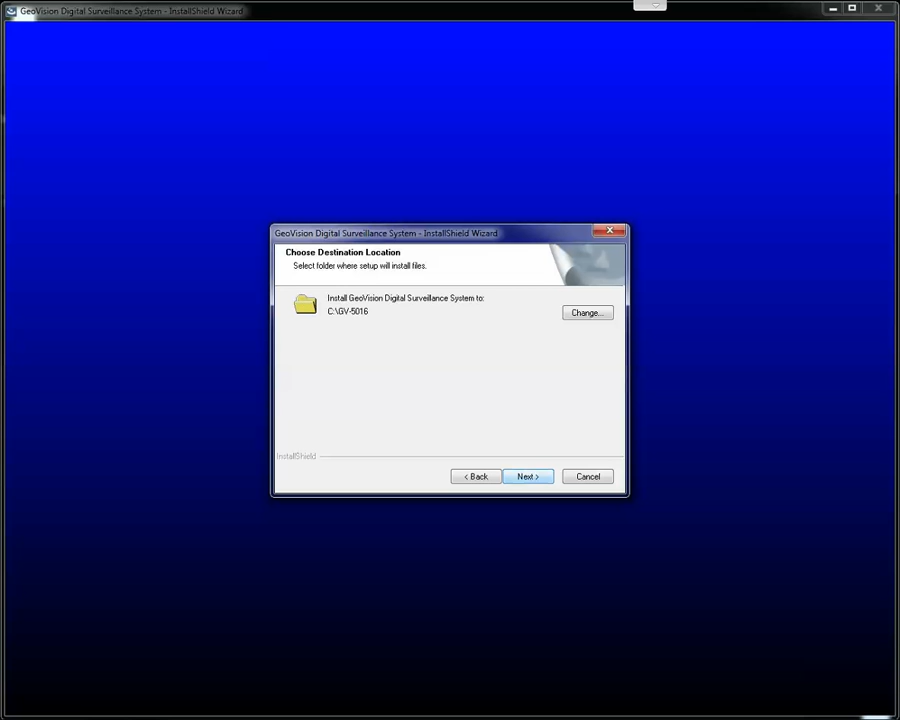 GeoVision Digital Surveillance System - InstallShield Wizard
GeoVision Digital Surveillance System - InstallShield Wizard
Choose Destination Location
Select folder where setup will install files.
Install GeoVision Digital Surveillance System to:
C:\GV-5016
Change...
InstallShield
< Back
Next >
Cancel